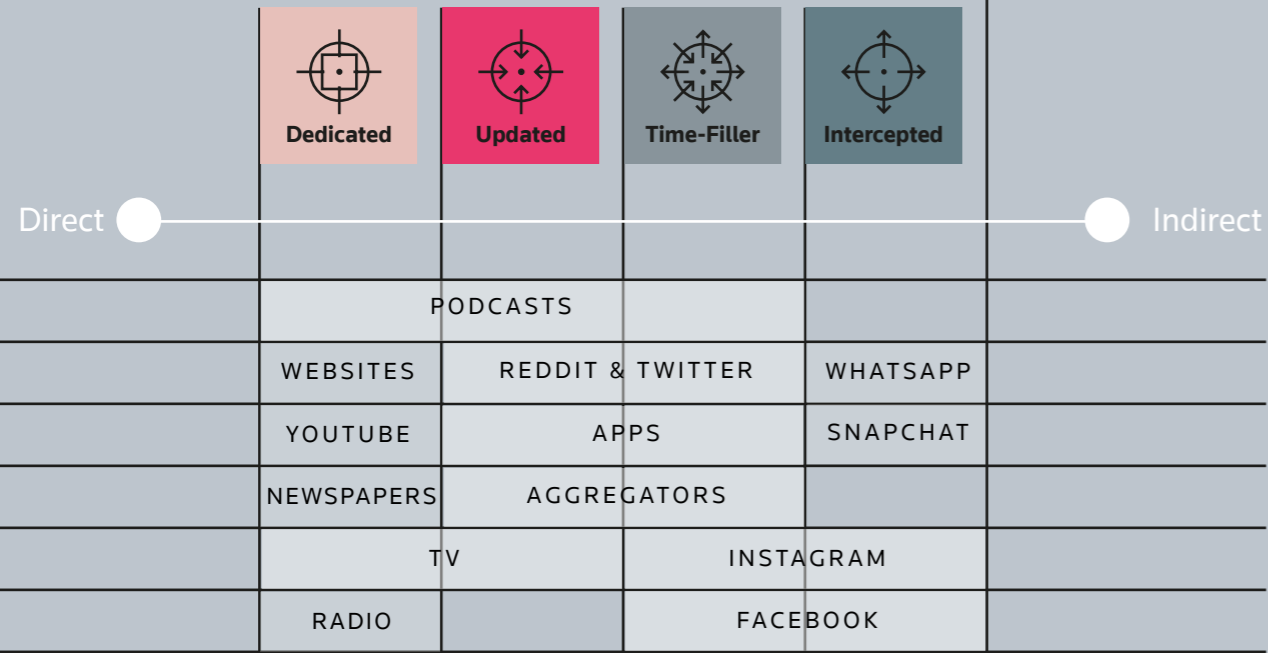 Dedicated Updated Time-Filler Intercepted
Direct Indirect
PODCASTS
WEBSITES REDDIT & TWITTER WHATSAPP
YOUTUBE APPS SNAPCHAT
NEWSPAPERS AGGREGATORS
TV INSTAGRAM
RADIO FACEBOOK